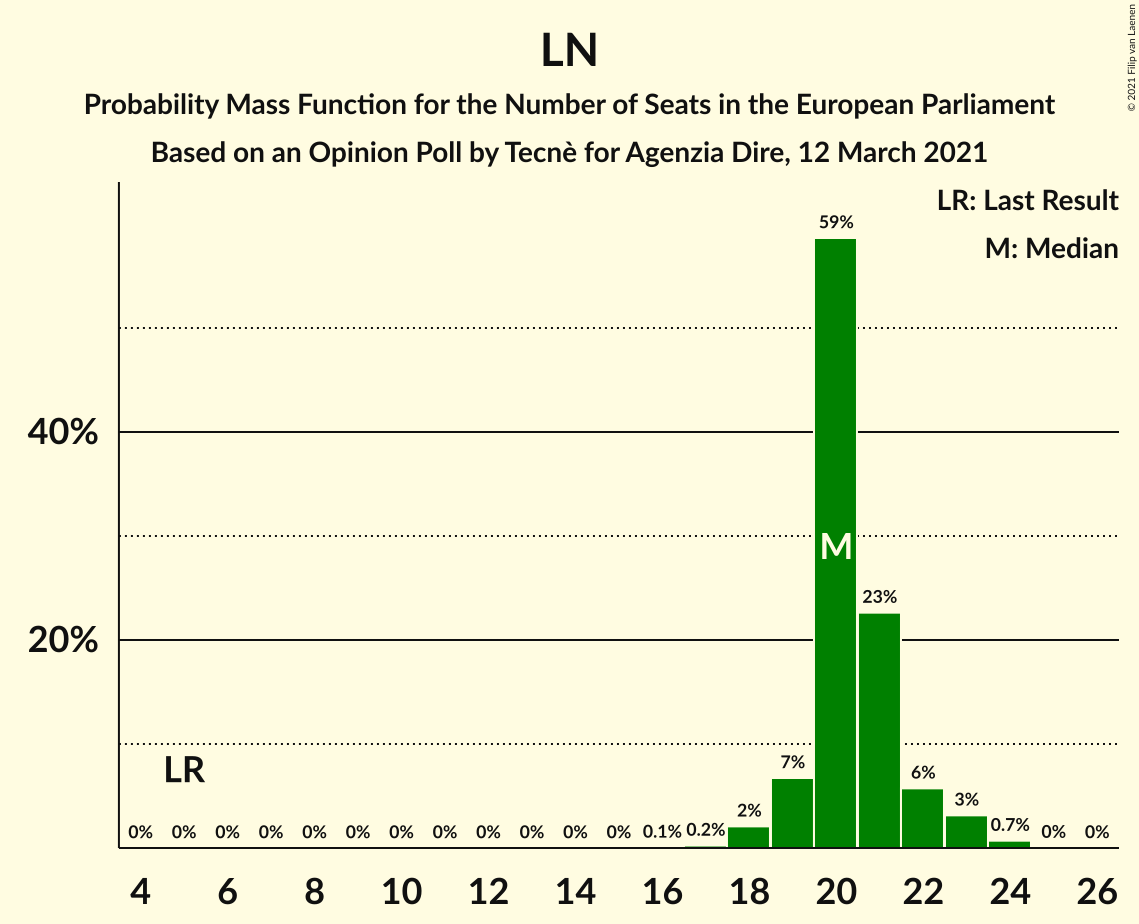 LN
Probability Mass Function for the Number of Seats in the European Parliament
Based on an Opinion Poll by Tecnè for Agenzia Dire, 12 March 2021
© 2021 Filip van Laenen
LR: Last Result
M: Median
59%
40%
M
23%
20%
LR
7%
6%
3%
2%
0% 0% 0% 0% 0% 0% 0% 0% 0% 0% 0% 0% 0.1% 0.2% 0.7% 0% 0%
4 6 8 10 12 14 16 18 20 22 24 26